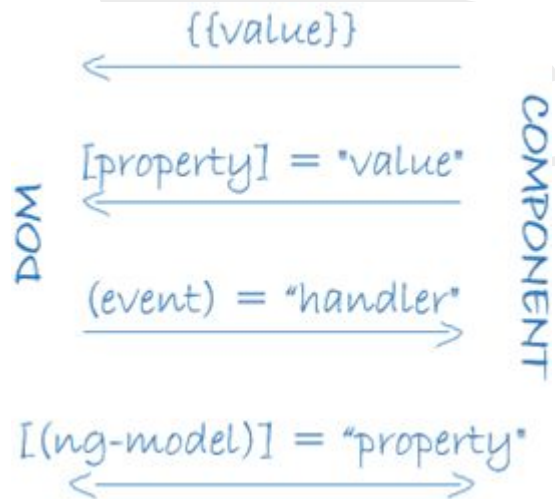 {{value}}
[property] = "value"
DOM
COMPONENT
(event) = "handler"
[(ng-model)] = "property"